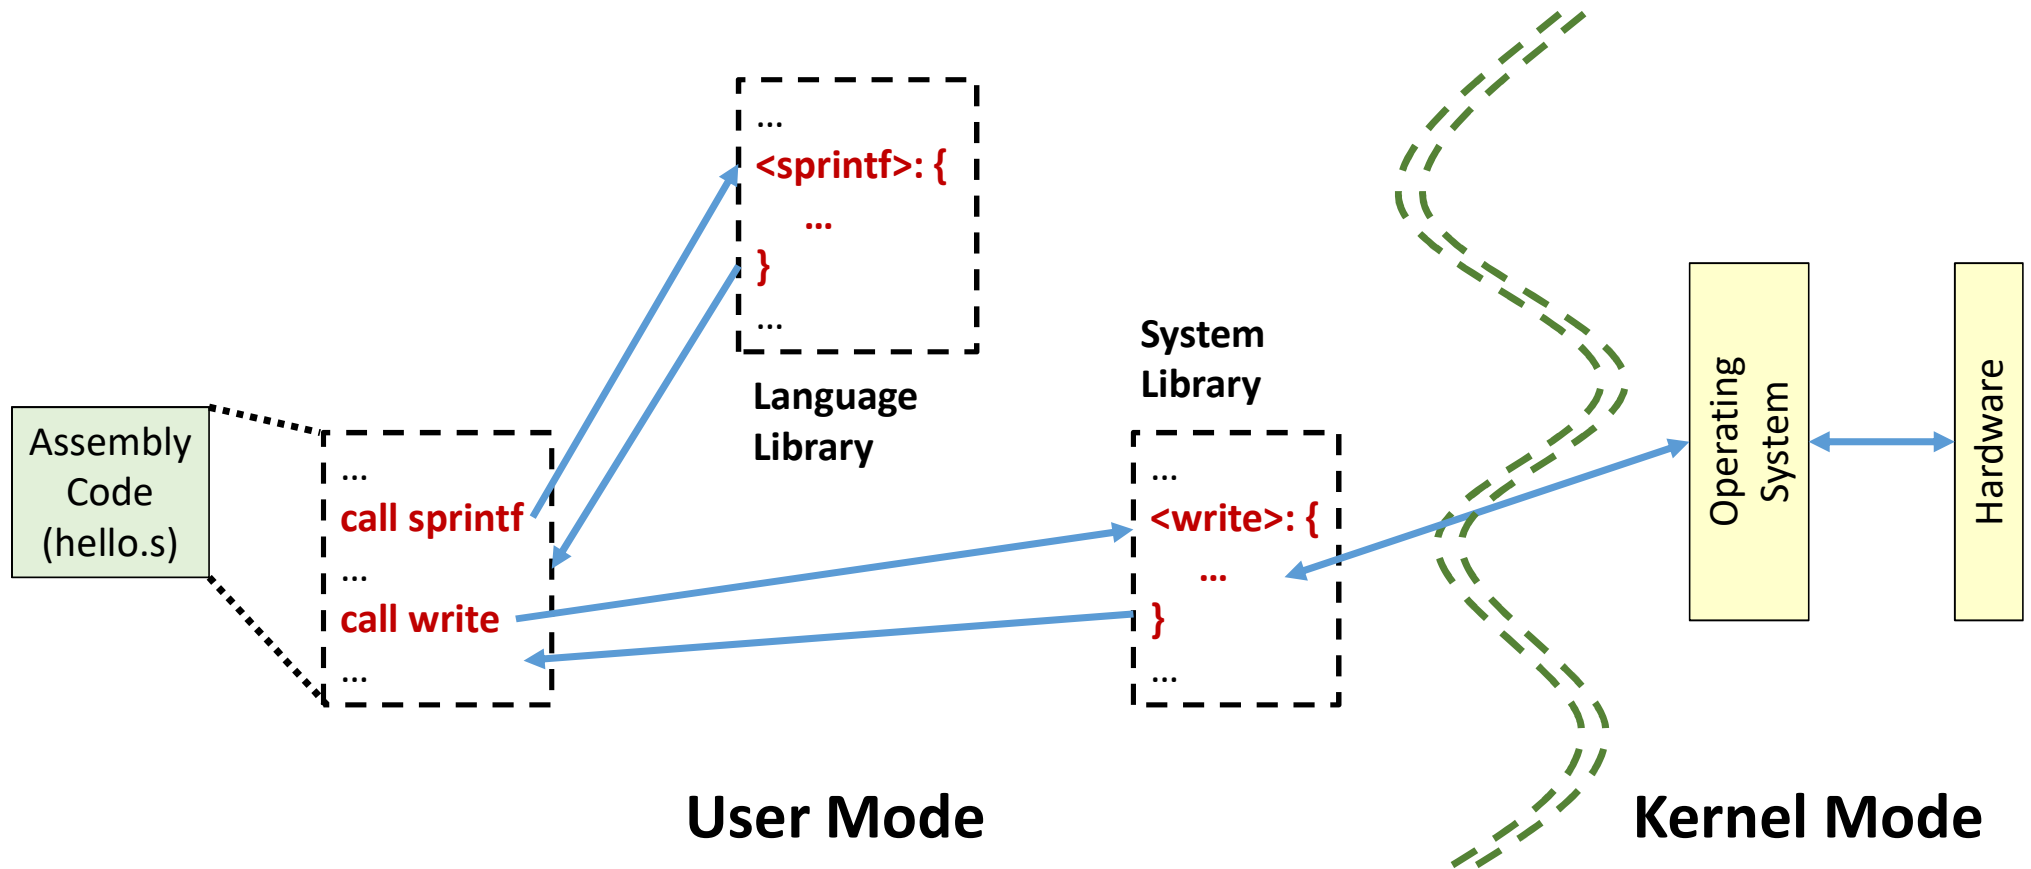 ...
<sprintf>: {
...
}
...
Language
Library
System
Library
Assembly
Code
(hello.s)
...
call sprintf
...
call write
...
...
<write>: {
...
}
...
Operating
System
Hardware
User Mode
Kernel Mode